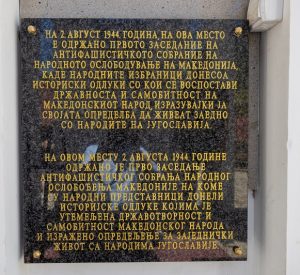 НА 2. АВГУСТ 1944. ГОДИНА, НА ОВА МЕСТО
Е ОДРЖАНО ПРВОТО ЗАСЕДАНИЕ НА
АНТИФАШИСТИЧКОТО СОБРАНИЕ НА
НАРОДНОТО ОСЛОБОДУВАЊЕ НА МАКЕДОНИЈА,
КАДЕ НАРОДНИТЕ ИЗБРАНИЦИ ДОНЕСОА
ИСТОРИСКИ ОДЛУКИ СО КОИ СЕ ВОСПОСТАВИ
ДРЖАВНОСТА И САМОБИТНОСТ НА
МАКЕДОНСКИОТ НАРОД, ИЗРАЗУВАЈКИ ЈА
СВОЈАТА ОПРЕДЕЛБА ДА ЖИВЕАТ ЗАЕДНО
СО НАРОДИТЕ НА ЈУГОСЛАВИЈА.
НА ОВОМ МЕСТУ 2. АВГУСТА 1944. ГОДИНЕ
ОДРЖАНО ЈЕ ПРВО ЗАСЕДАЊЕ
АНТИФАШИСТИЧКОГ СОБРАЊА НАРОДНОГ
ОСЛОБОЂЕЊА МАКЕДОНИЈЕ НА КОМЕ
СУ НАРОДНИ ПРЕДСТАВНИЦИ ДОНЕЛИ
ИСТОРИЈСКЕ ОДЛУКЕ КОЈИМА ЈЕ
УТЕМЕЉЕНА ДРЖАВОТВОРНОСТ И
САМОБИТНОСТ МАКЕДОНСКОГ НАРОДА
И ИЗРАЖЕНО ОПРЕДЕЉЕЊЕ ЗА ЗАЈЕДНИЧКИ
ЖИВОТ СА НАРОДИМА ЈУГОСЛАВИЈЕ.